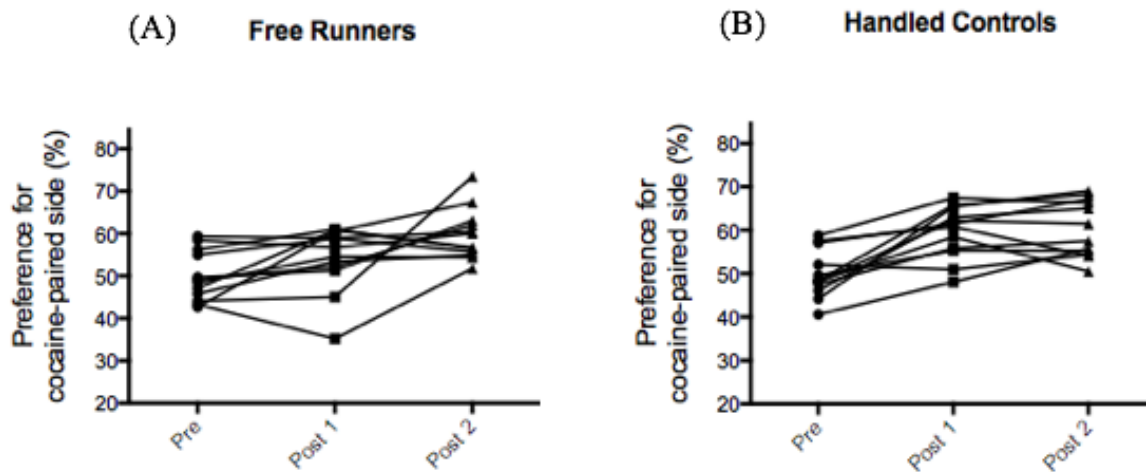 (A) Free Runners
Preference for
cocaine-paired side (%)
80
70
60
50
40
30
20
Pre
Post 1
Post 2
(B) Handled Controls
Preference for
cocaine-paired side (%)
80
70
60
50
40
30
20
Pre
Post 1
Post 2